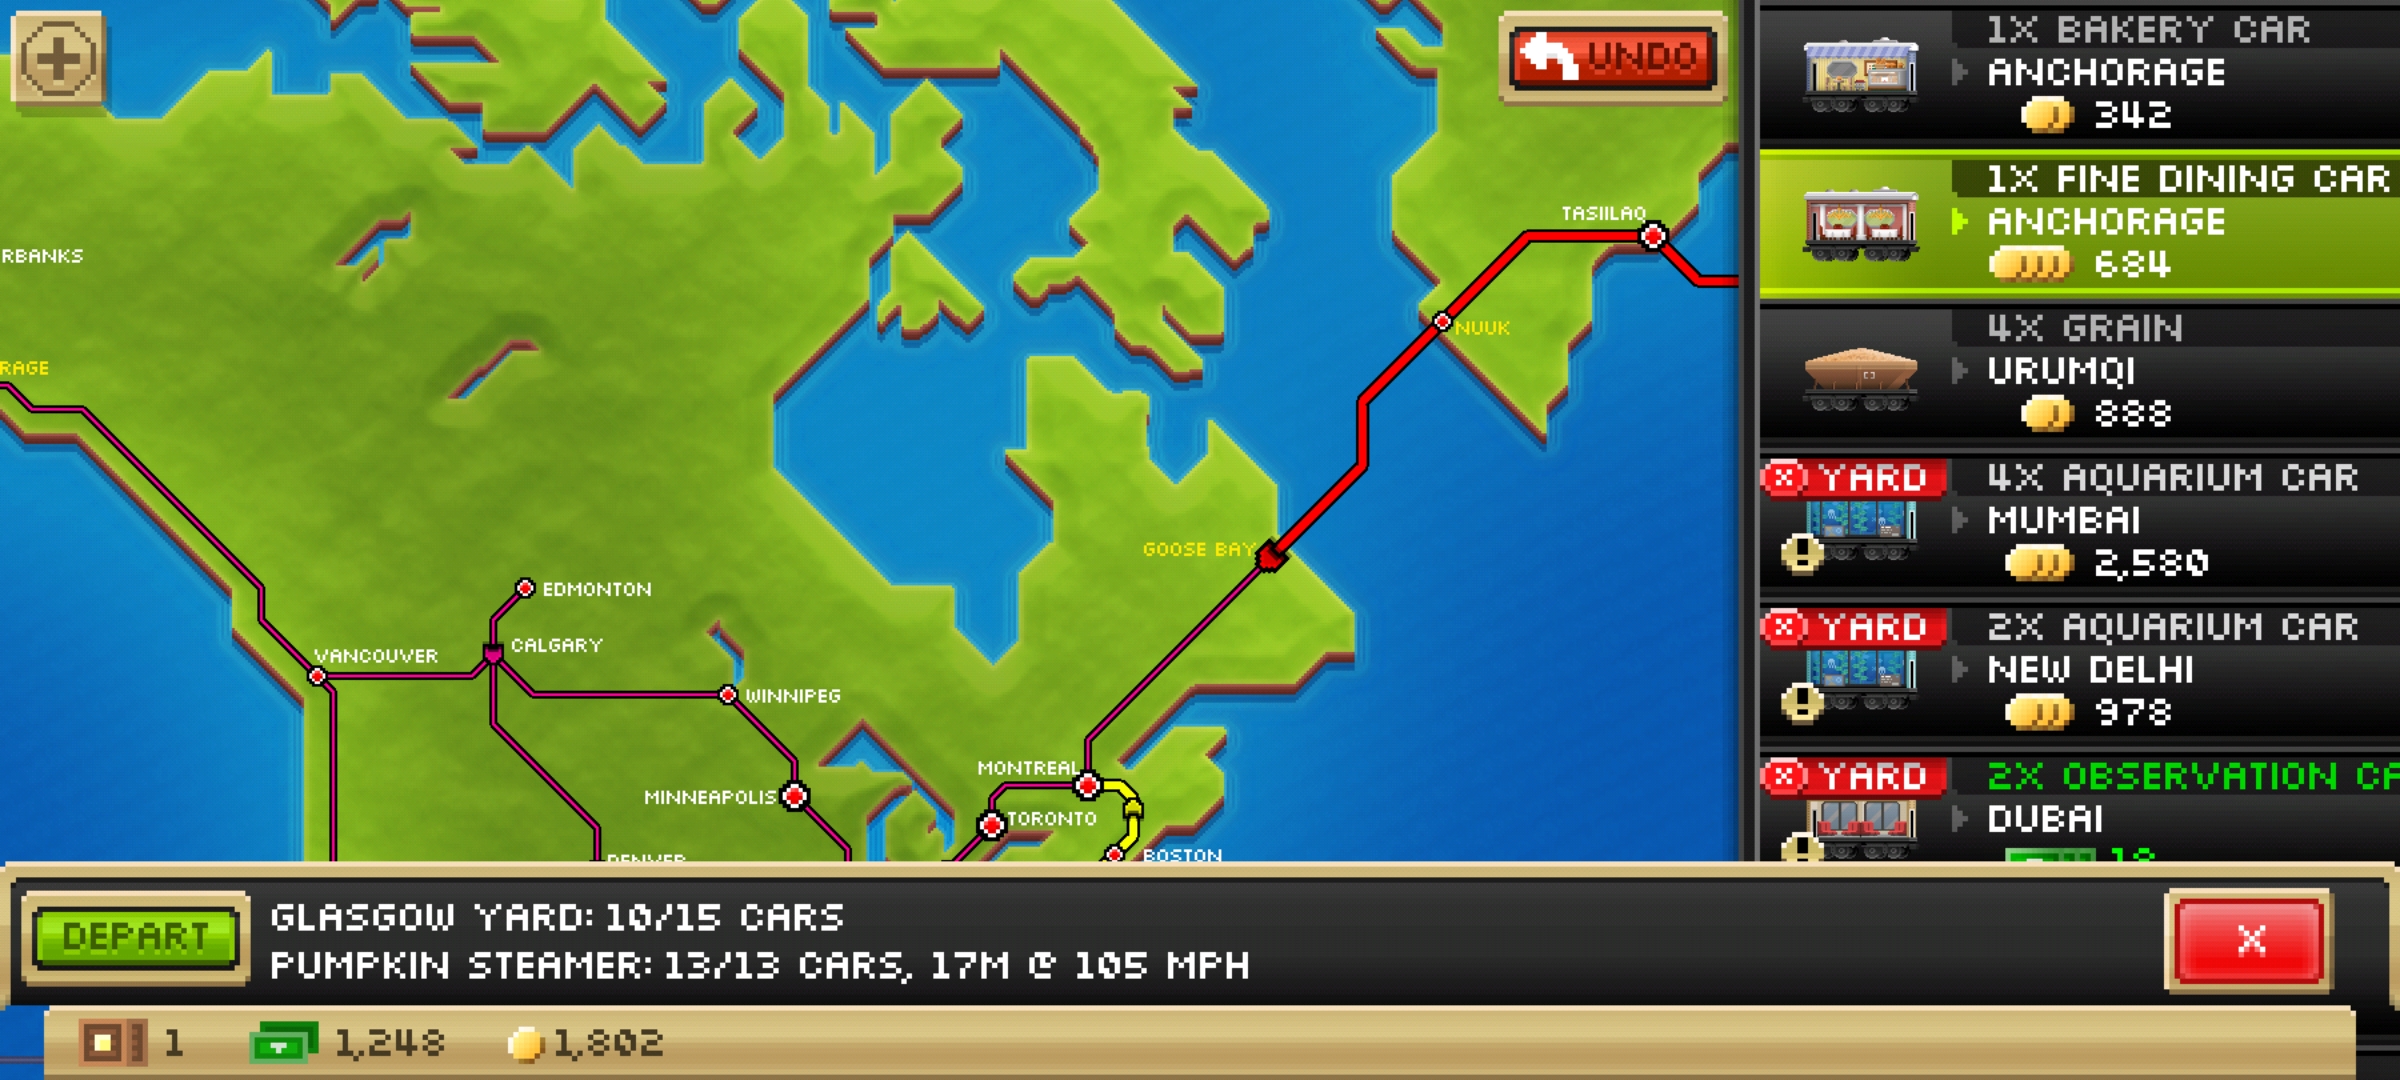 UNDO
TASIILAQ
RBANKS
NUUK
RAGE
GOOSE BAY
EDMONTON
CALGARY
VANCOUVER
WINNIPEG
MONTREAL
MINNEAPOLIS
TORONTO
BOSTON
DENVER
1X BAKERY CAR
ANCHORAGE
342
1X FINE DINING CAR
ANCHORAGE
684
4X GRAIN
URUMQI
888
YARD
4X AQUARIUM CAR
MUMBAI
2,580
YARD
2X AQUARIUM CAR
NEW DELHI
978
YARD
2X OBSERVATION CA
DUBAI
18
DEPART
GLASGOW YARD: 10/15 CARS
PUMPKIN STEAMER: 13/13 CARS, 17M @ 105 MPH
X
1
1,248
1,802